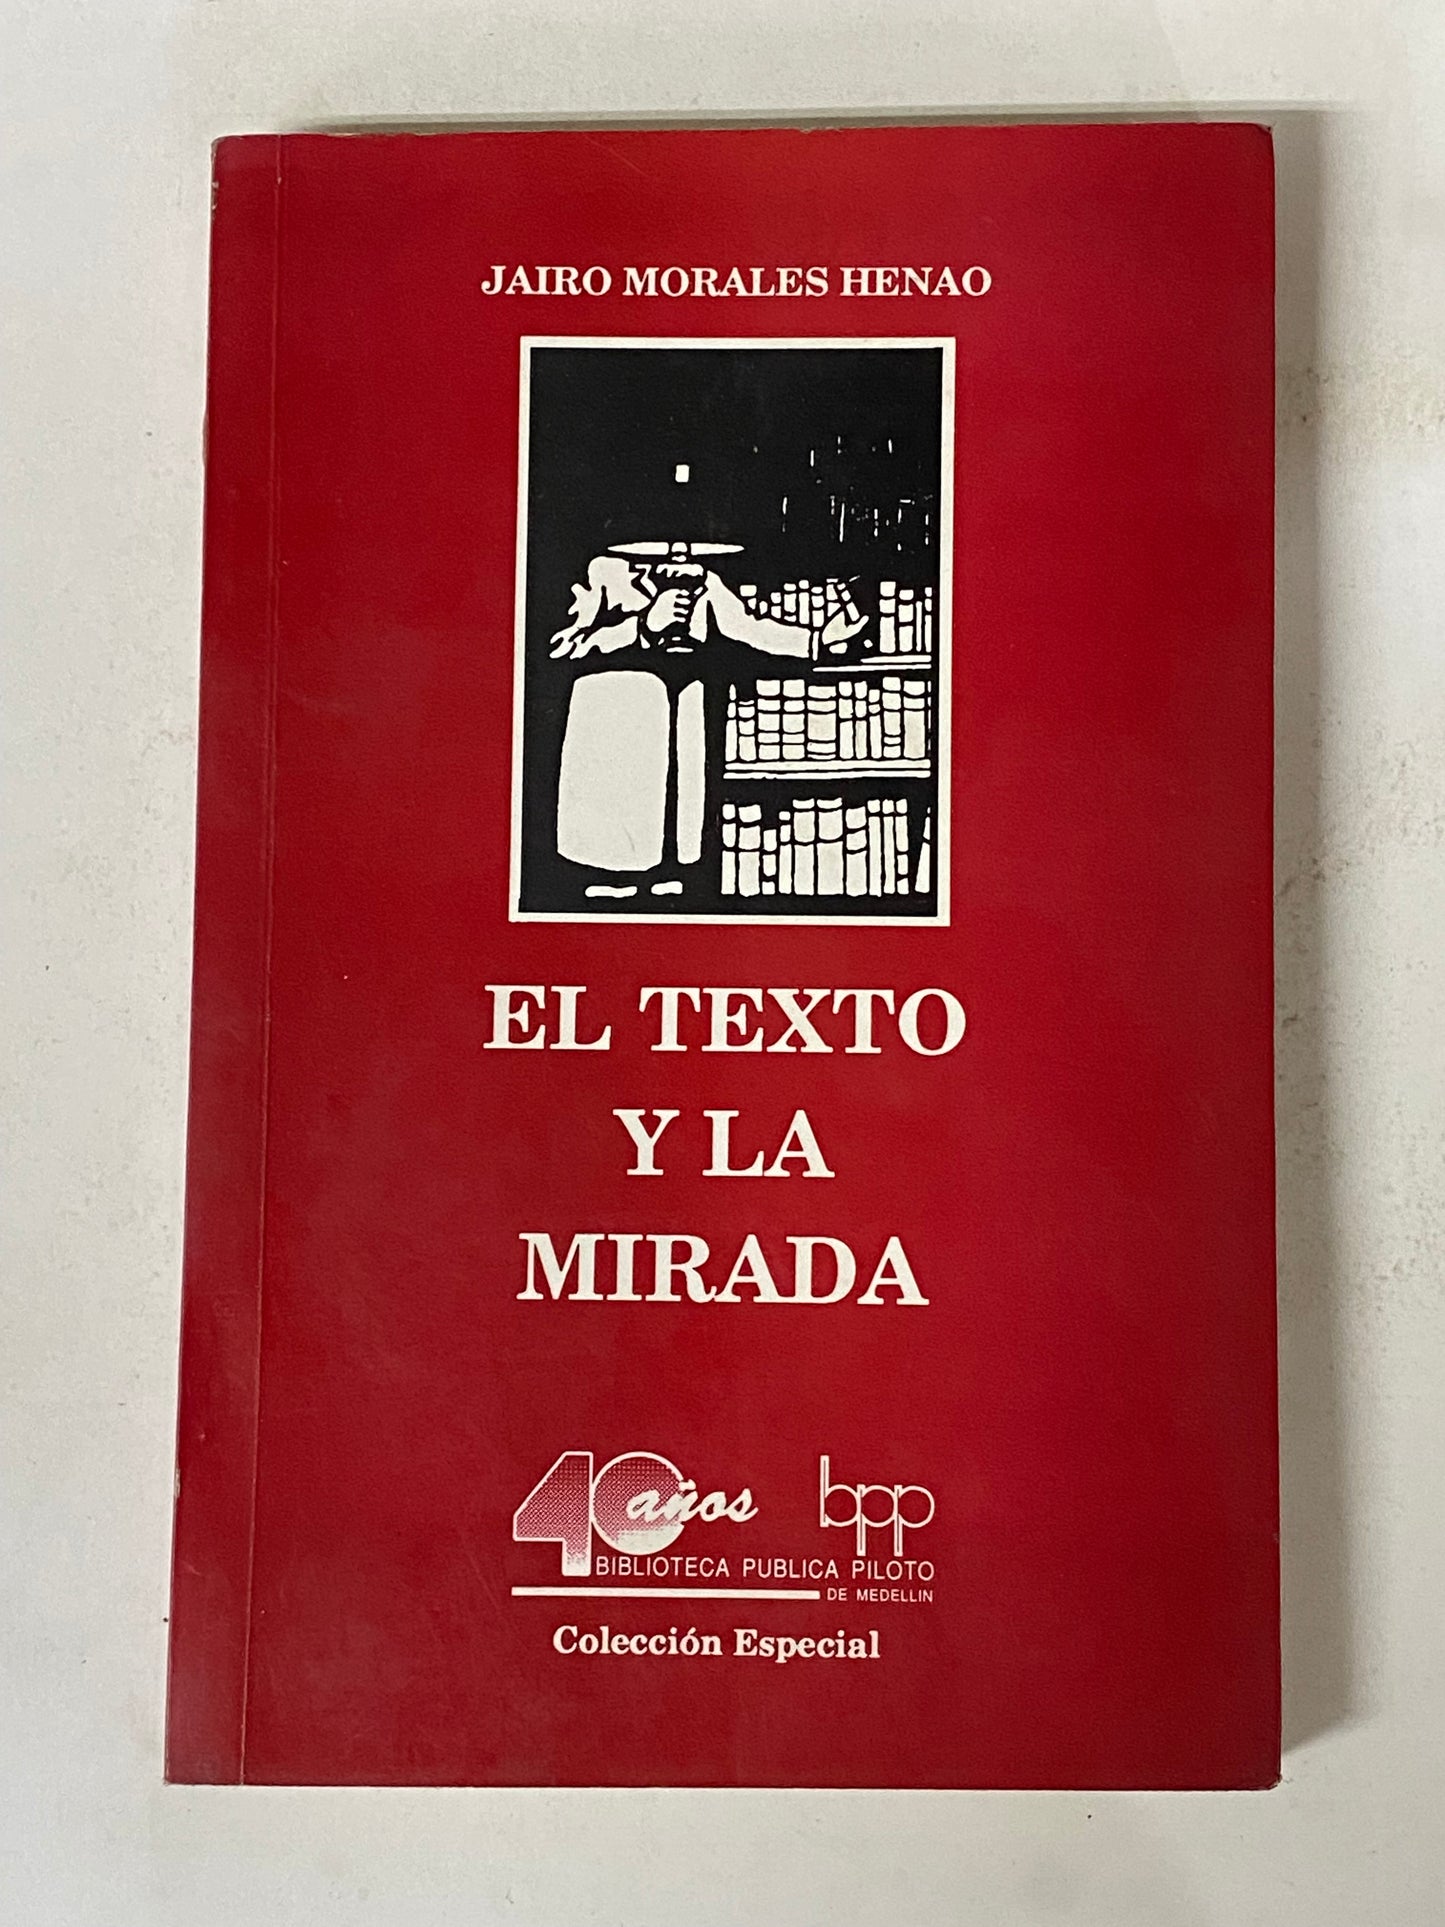 JAIRO MORALES HENAO
EL TEXTO
Y LA
MIRADA
40 años bpp
BIBLIOTECA PUBLICA PILOTO
DE MEDELLIN
Colección Especial